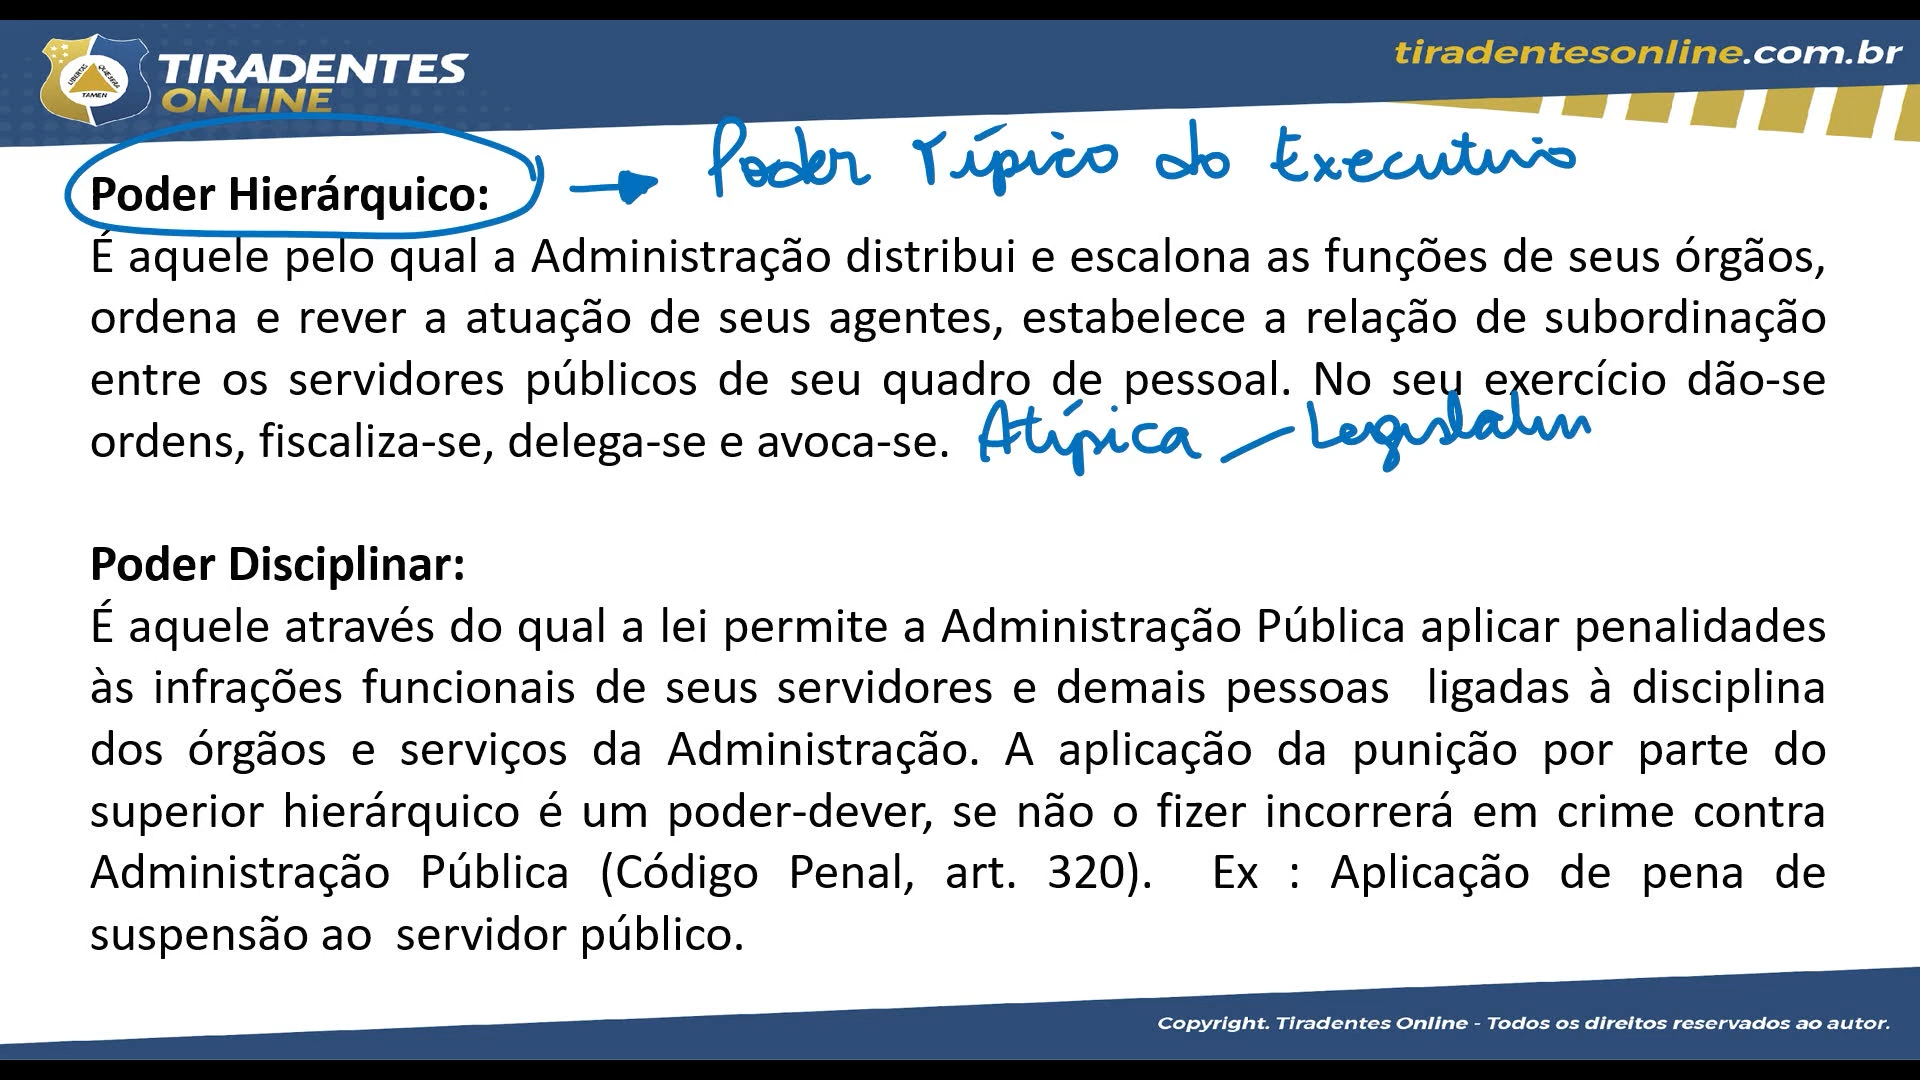 LIBERTAS QUAE SERA
TAMEN
TIRADENTES
ONLINE
tiradentesonline.com.br
Poder Hierárquico:
Poder Típico do Executivo
É aquele pelo qual a Administração distribui e escalona as funções de seus órgãos,
ordena e rever a atuação de seus agentes, estabelece a relação de subordinação
entre os servidores públicos de seu quadro de pessoal. No seu exercício dão-se
ordens, fiscaliza-se, delega-se e avoca-se.
Atípica
Poder Disciplinar:
É aquele através do qual a lei permite a Administração Pública aplicar penalidades
às infrações funcionais de seus servidores e demais pessoas ligadas à disciplina
dos órgãos e serviços da Administração. A aplicação da punição por parte do
superior hierárquico é um poder-dever, se não o fizer incorrerá em crime contra
Administração Pública (Código Penal, art. 320). Ex : Aplicação de pena de
suspensão ao servidor público.
Copyright. Tiradentes Online - Todos os direitos reservados ao autor.